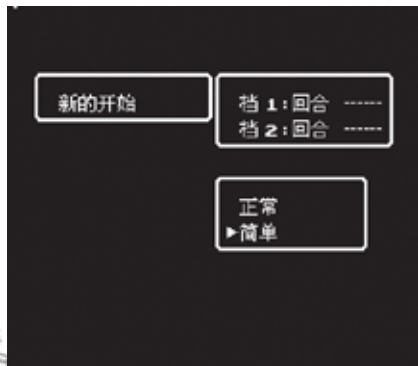 新的开始
档 1:回合 ------
档 2:回合 ------
正常
▶简单